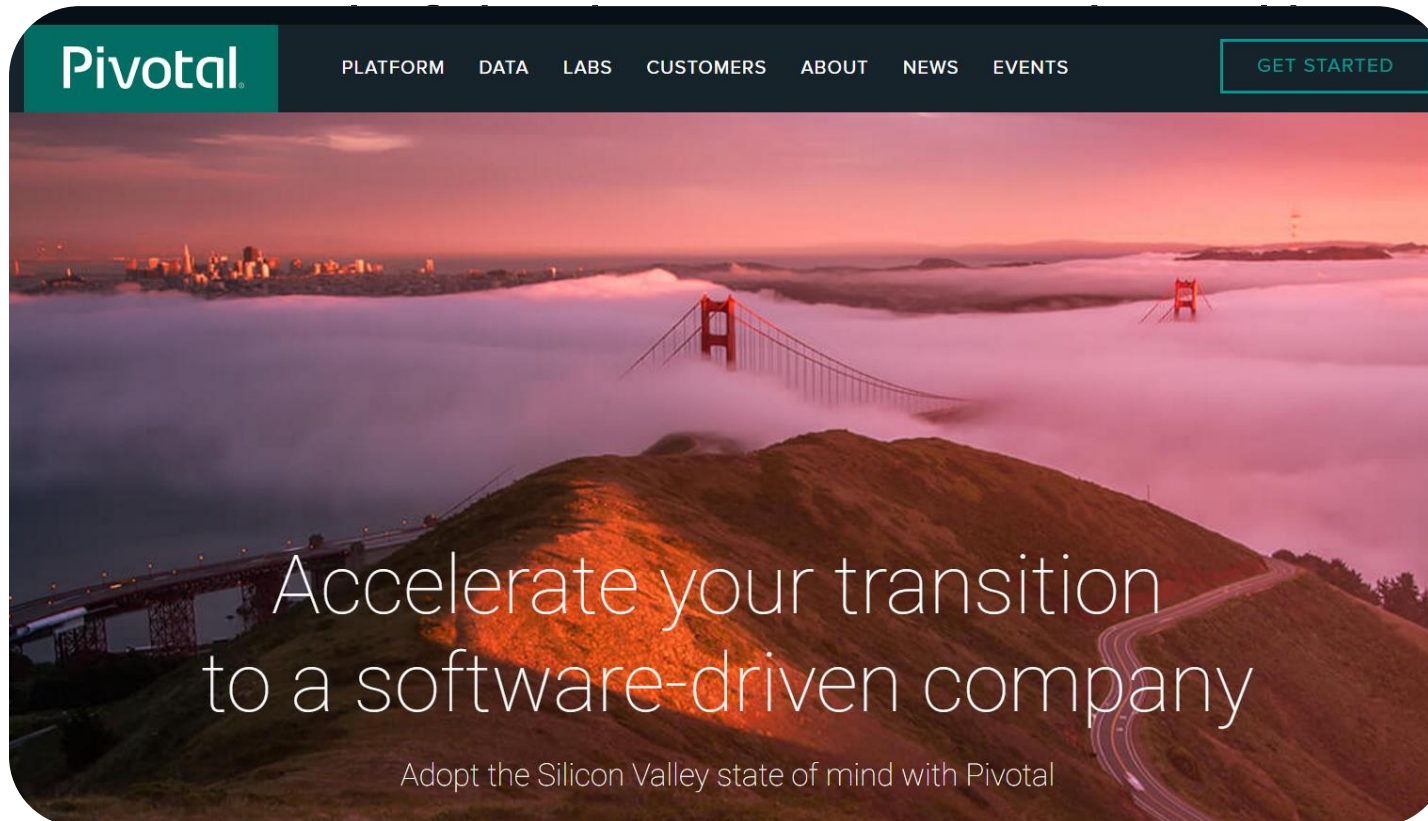 Pivotal
PLATFORM DATA LABS CUSTOMERS ABOUT NEWS EVENTS
GET STARTED
Accelerate your transition
to a software-driven company
Adopt the Silicon Valley state of mind with Pivotal